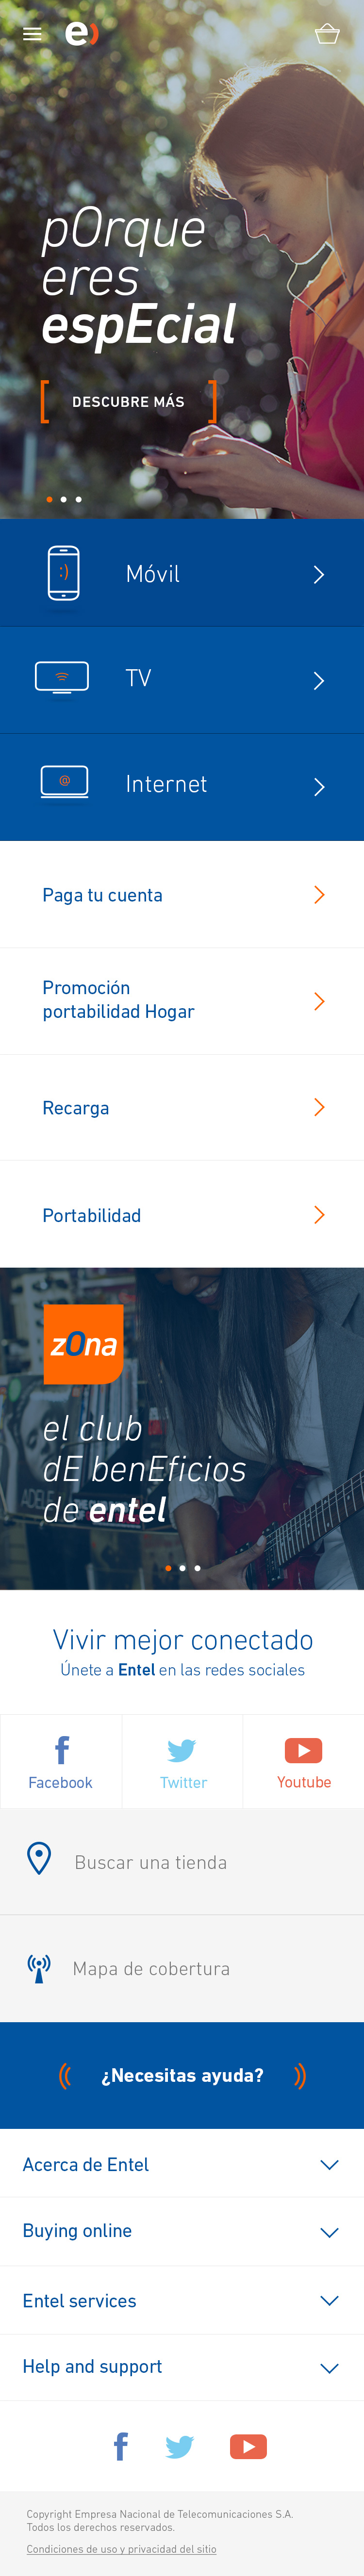 e)
pOrque
eres
espEcial
DESCUBRE MÁS
:)
Móvil
TV
@
Internet
Paga tu cuenta
Promoción
portabilidad Hogar
Recarga
Portabilidad
zOna
el club
dE benEficios
de entel
Vivir mejor conectado
Únete a Entel en las redes sociales
Facebook
Twitter
Youtube
Buscar una tienda
Mapa de cobertura
¿Necesitas ayuda?
Acerca de Entel
Buying online
Entel services
Help and support
Copyright Empresa Nacional de Telecomunicaciones S.A.
Todos los derechos reservados.
Condiciones de uso y privacidad del sitio